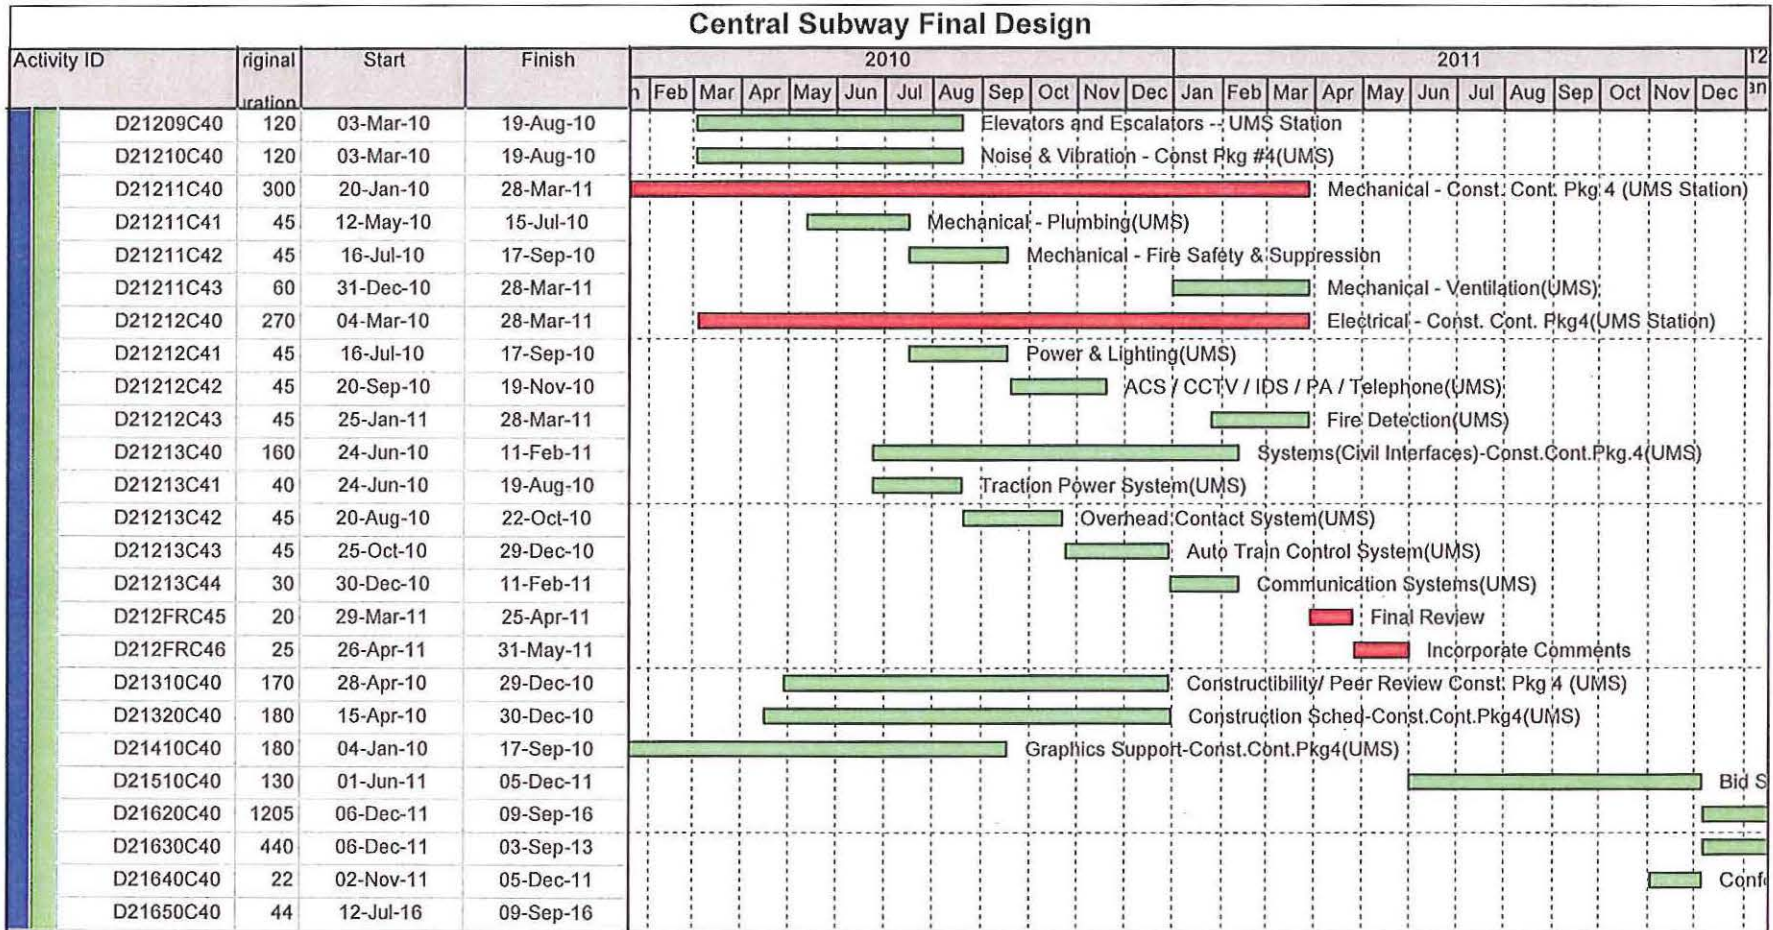 Central Subway Final Design
Activity ID riginal Start Finish 2010 2011 12
uration n Feb Mar Apr May Jun Jul Aug Sep Oct Nov Dec Jan Feb Mar Apr May Jun Jul Aug Sep Oct Nov Dec an
D21209C40 120 03-Mar-10 19-Aug-10 Elevators and Escalators -- UMS Station
D21210C40 120 03-Mar-10 19-Aug-10 Noise & Vibration - Const Pkg #4(UMS)
D21211C40 300 20-Jan-10 28-Mar-11 Mechanical - Const. Cont. Pkg 4 (UMS Station)
D21211C41 45 12-May-10 15-Jul-10 Mechanical - Plumbing(UMS)
D21211C42 45 16-Jul-10 17-Sep-10 Mechanical - Fire Safety & Suppression
D21211C43 60 31-Dec-10 28-Mar-11 Mechanical - Ventilation(UMS)
D21212C40 270 04-Mar-10 28-Mar-11 Electrical - Const. Cont. Pkg4(UMS Station)
D21212C41 45 16-Jul-10 17-Sep-10 Power & Lighting(UMS)
D21212C42 45 20-Sep-10 19-Nov-10 ACS / CCTV / IDS / PA / Telephone(UMS)
D21212C43 45 25-Jan-11 28-Mar-11 Fire Detection(UMS)
D21213C40 160 24-Jun-10 11-Feb-11 Systems(Civil Interfaces)-Const.Cont.Pkg.4(UMS)
D21213C41 40 24-Jun-10 19-Aug-10 Traction Power System(UMS)
D21213C42 45 20-Aug-10 22-Oct-10 Overhead Contact System(UMS)
D21213C43 45 25-Oct-10 29-Dec-10 Auto Train Control System(UMS)
D21213C44 30 30-Dec-10 11-Feb-11 Communication Systems(UMS)
D212FRC45 20 29-Mar-11 25-Apr-11 Final Review
D212FRC46 25 26-Apr-11 31-May-11 Incorporate Comments
D21310C40 170 28-Apr-10 29-Dec-10 Constructibility/ Peer Review Const. Pkg 4 (UMS)
D21320C40 180 15-Apr-10 30-Dec-10 Construction Sched-Const.Cont.Pkg4(UMS)
D21410C40 180 04-Jan-10 17-Sep-10 Graphics Support-Const.Cont.Pkg4(UMS)
D21510C40 130 01-Jun-11 05-Dec-11 Bid S
D21620C40 1205 06-Dec-11 09-Sep-16
D21630C40 440 06-Dec-11 03-Sep-13
D21640C40 22 02-Nov-11 05-Dec-11 Conf
D21650C40 44 12-Jul-16 09-Sep-16